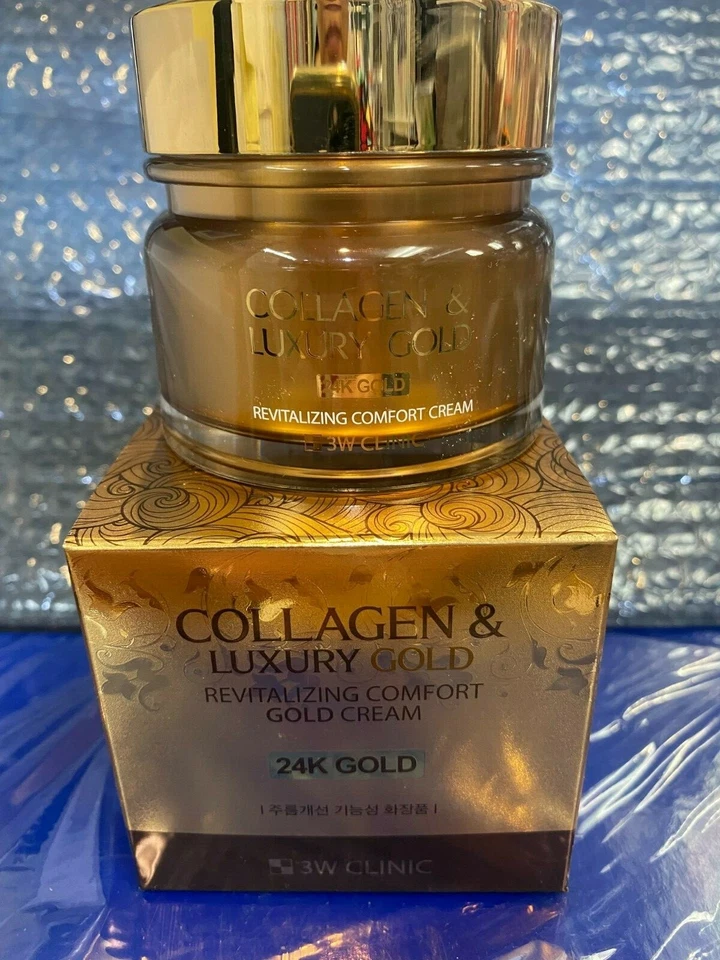 COLLAGEN &
LUXURY GOLD
24K GOLD
REVITALIZING COMFORT CREAM
3W CLINIC
COLLAGEN &
LUXURY GOLD
REVITALIZING COMFORT
GOLD CREAM
24K GOLD
I 주름개선 기능성 화장품 I
3W CLINIC